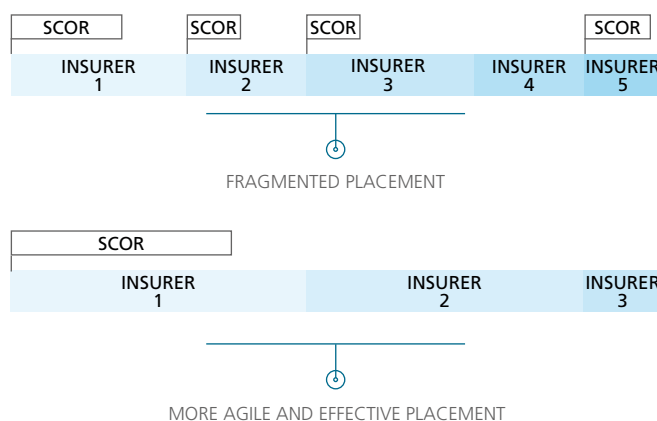 SCOR SCOR SCOR SCOR
INSURER INSURER INSURER INSURER INSURER
1 2 3 4 5
FRAGMENTED PLACEMENT
SCOR
INSURER INSURER INSURER
1 2 3
MORE AGILE AND EFFECTIVE PLACEMENT